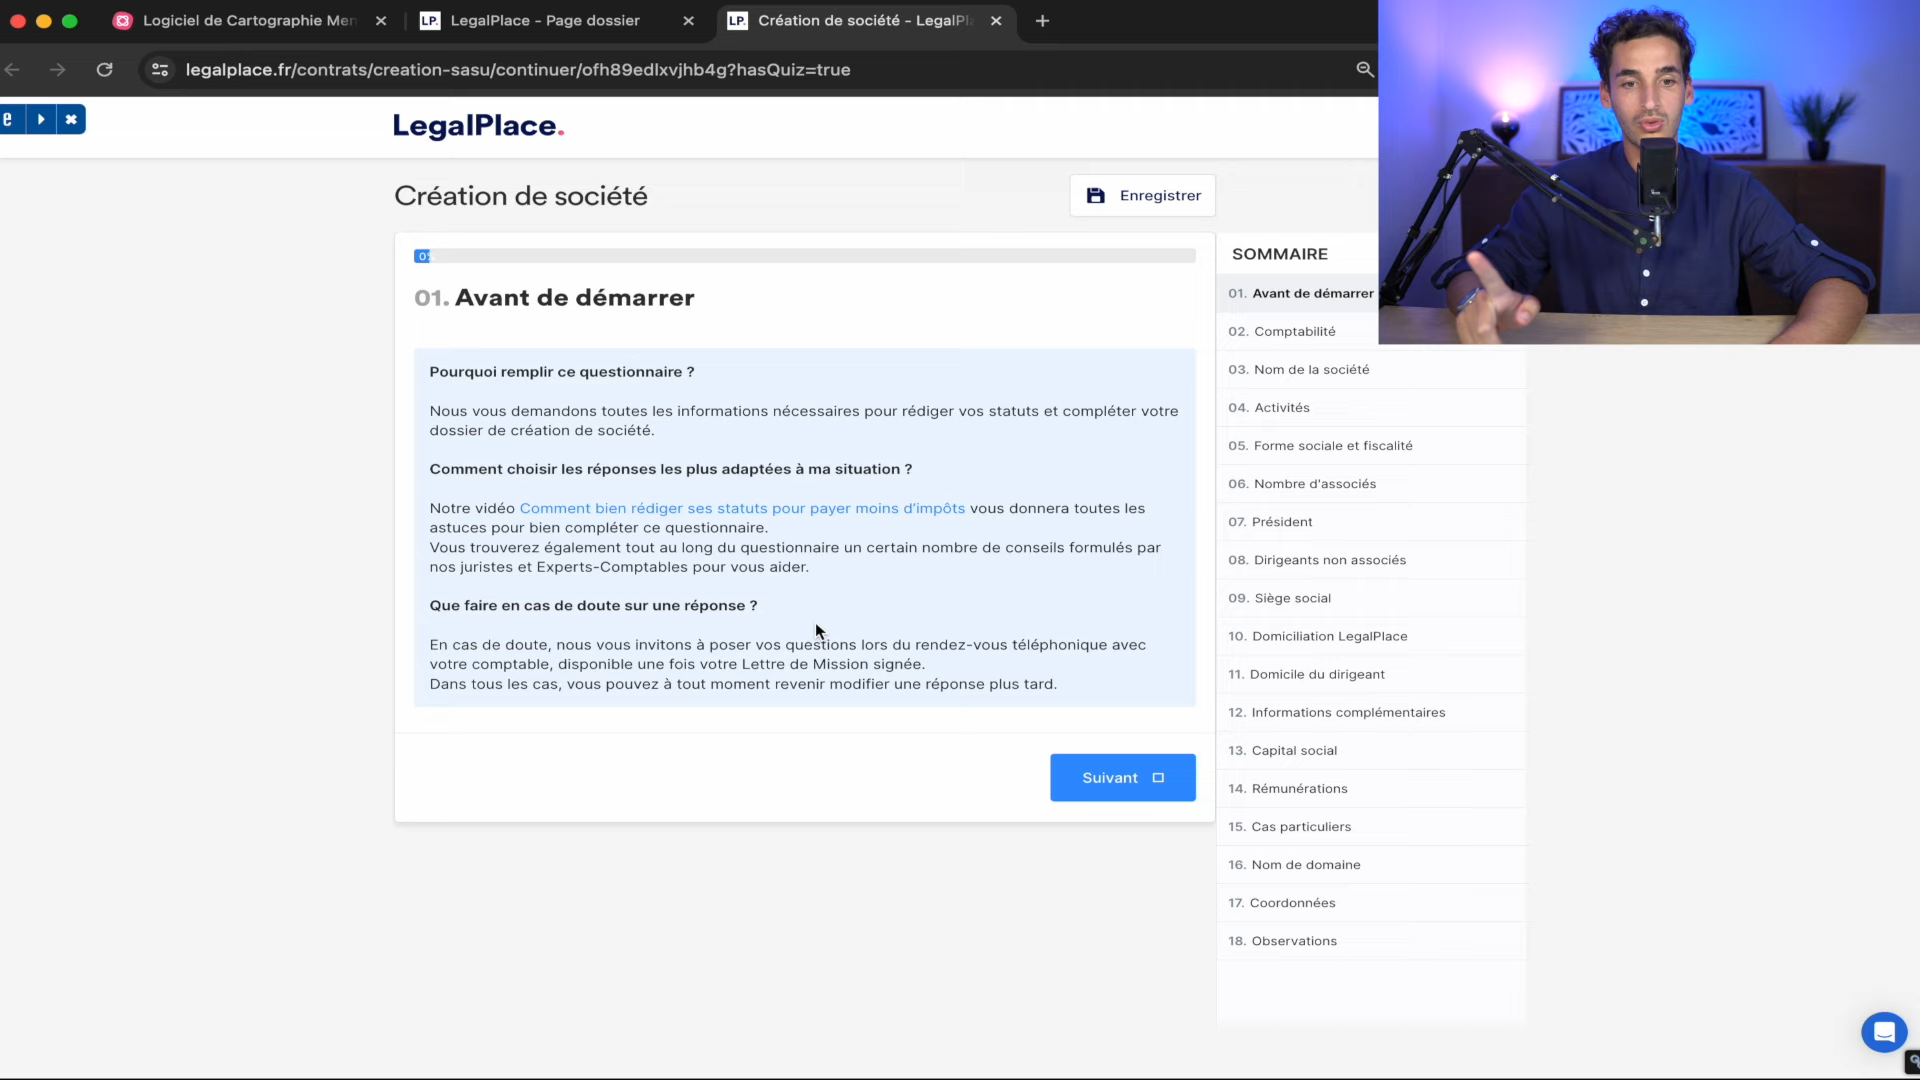 Logiciel de Cartographie Men
LP. LegalPlace - Page dossier
LP. Création de société - LegalPl
legalplace.fr/contrats/creation-sasu/continuer/ofh89edlxvjhb4g?hasQuiz=true
e
LegalPlace.
Création de société
Enregistrer
0%
01. Avant de démarrer
Pourquoi remplir ce questionnaire ?
Nous vous demandons toutes les informations nécessaires pour rédiger vos statuts et compléter votre
dossier de création de société.
Comment choisir les réponses les plus adaptées à ma situation ?
Notre vidéo Comment bien rédiger ses statuts pour payer moins d'impôts vous donnera toutes les
astuces pour bien compléter ce questionnaire.
Vous trouverez également tout au long du questionnaire un certain nombre de conseils formulés par
nos juristes et Experts-Comptables pour vous aider.
Que faire en cas de doute sur une réponse ?
En cas de doute, nous vous invitons à poser vos questions lors du rendez-vous téléphonique avec
votre comptable, disponible une fois votre Lettre de Mission signée.
Dans tous les cas, vous pouvez à tout moment revenir modifier une réponse plus tard.
Suivant
SOMMAIRE
01. Avant de démarrer
02. Comptabilité
03. Nom de la société
04. Activités
05. Forme sociale et fiscalité
06. Nombre d'associés
07. Président
08. Dirigeants non associés
09. Siège social
10. Domiciliation LegalPlace
11. Domicile du dirigeant
12. Informations complémentaires
13. Capital social
14. Rémunérations
15. Cas particuliers
16. Nom de domaine
17. Coordonnées
18. Observations